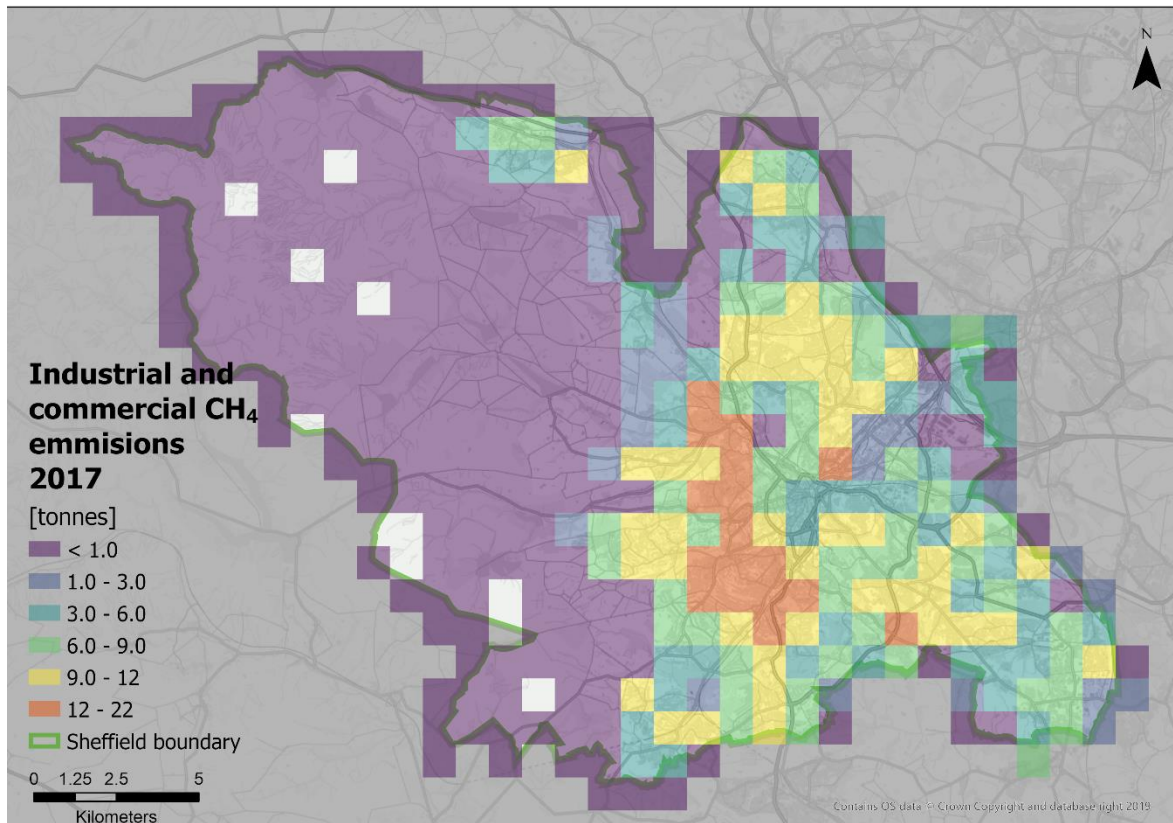 N
Industrial and
commercial CH₄
emmisions
2017
[tonnes]
< 1.0
1.0 - 3.0
3.0 - 6.0
6.0 - 9.0
9.0 - 12
12 - 22
Sheffield boundary
0 1.25 2.5 5
Kilometers
Contains OS data © Crown Copyright and database right 2019